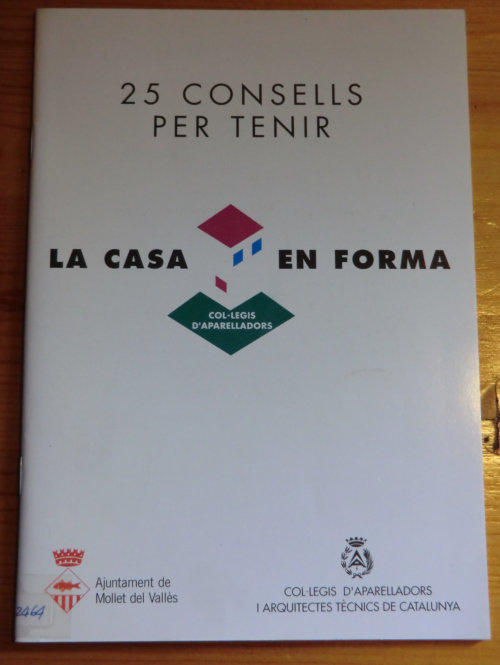 25 CONSELLS
PER TENIR
LA CASA EN FORMA
COL·LEGIS
D'APARELLADORS
Ajuntament de
Mollet del Vallès
2464
COL·LEGIS D'APARELLADORS
I ARQUITECTES TÈCNICS DE CATALUNYA